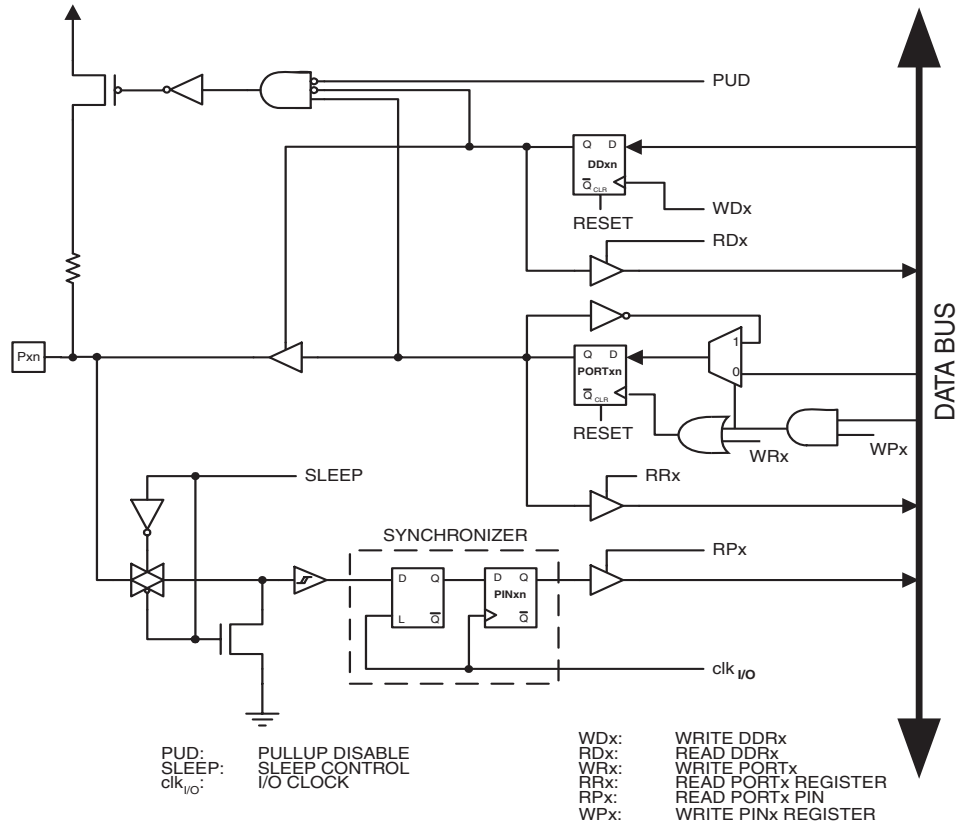 PUD
Q D
DDxn
Q CLR
WDx
RESET
RDx
1
Pxn
Q D
0
PORTxn
Q CLR
RESET
WRx
WPx
DATA BUS
SLEEP
RRx
SYNCHRONIZER
RPx
D Q
D Q
PINxn
L Q
Q
clk I/O
PUD: PULLUP DISABLE
SLEEP: SLEEP CONTROL
clkI/O: I/O CLOCK
WDx: WRITE DDRx
RDx: READ DDRx
WRx: WRITE PORTx
RRx: READ PORTx REGISTER
RPx: READ PORTx PIN
WPx: WRITE PINx REGISTER